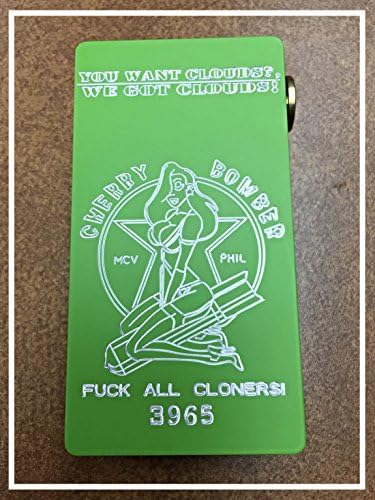 YOU WANT CLOUDS?,
WE GOT CLOUDS!
CHERRY BOMBER
MCV PHIL
FUCK ALL CLONERS!
3965